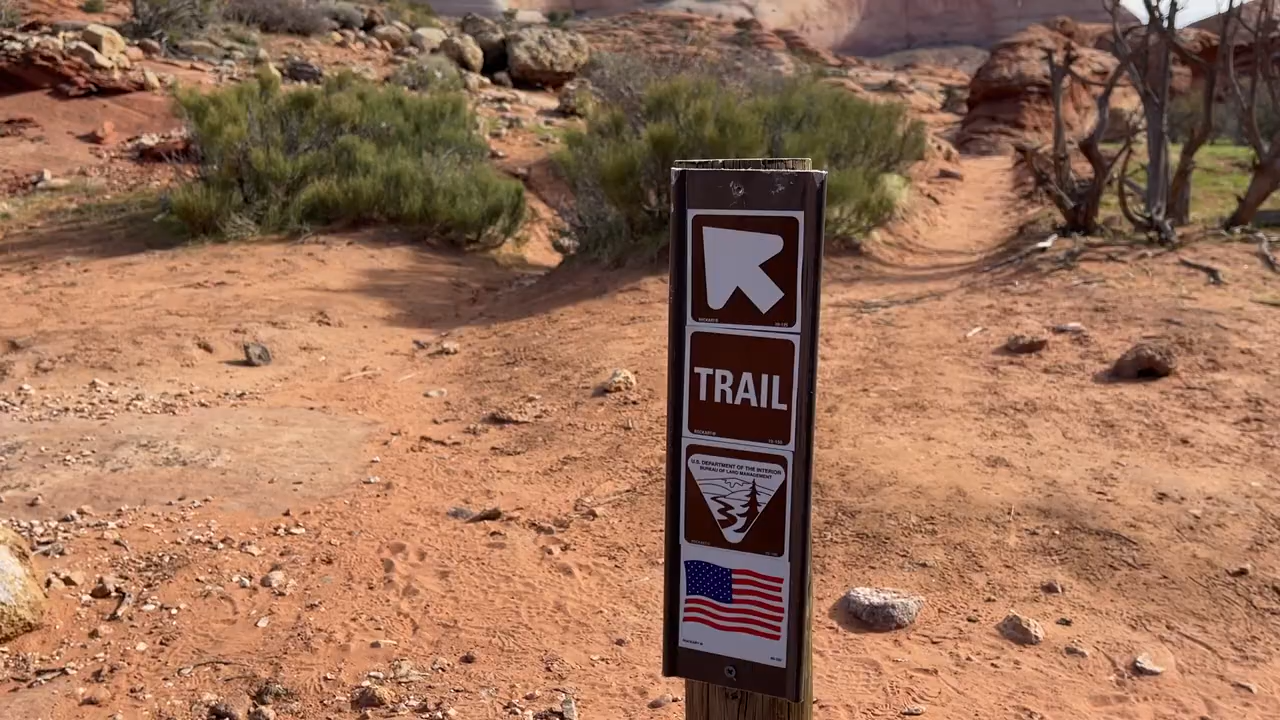 TRAIL
U.S. DEPARTMENT OF THE INTERIOR
BUREAU OF LAND MANAGEMENT